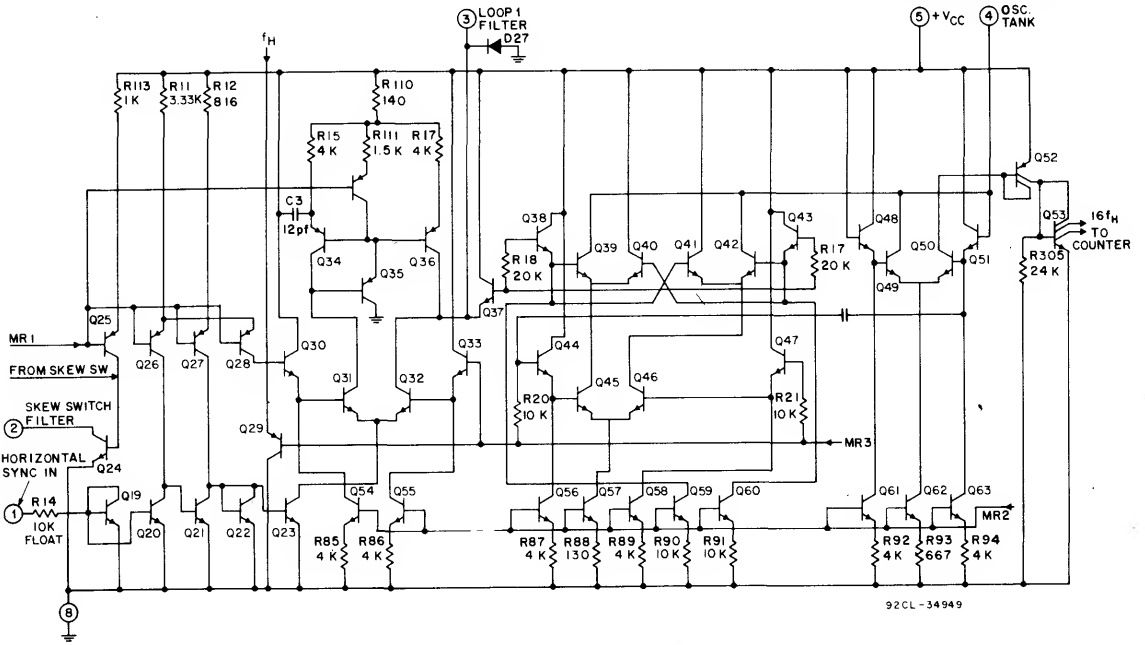 3 LOOP 1
FILTER
D27
fH
5 +VCC
4 OSC.
TANK
R113
1K
R11
3.33K
R12
816
R110
140
R15
4K
R111
1.5K
R17
4K
C3
12pf
Q34
Q35
Q36
Q37
Q38
R18
20K
Q39
Q40
Q41
Q42
Q43
R17
20K
Q48
Q49
Q50
Q51
Q52
Q53
16fH
TO
COUNTER
R305
24K
Q25
MR1
Q26
Q27
Q28
Q30
Q31
Q32
Q33
Q44
Q45
Q46
Q47
R20
10K
R21
10K
FROM SKEW SW
SKEW SWITCH
FILTER
2
Q24
Q29
MR3
HORIZONTAL
SYNC IN
1
R14
10K
FLOAT
Q19
Q20
Q21
Q22
Q23
Q54
Q55
R85
4K
R86
4K
Q56
Q57
Q58
Q59
Q60
R87
4K
R88
130
R89
4K
R90
10K
R91
10K
Q61
Q62
Q63
MR2
R92
4K
R93
667
R94
4K
8
92CL-34949